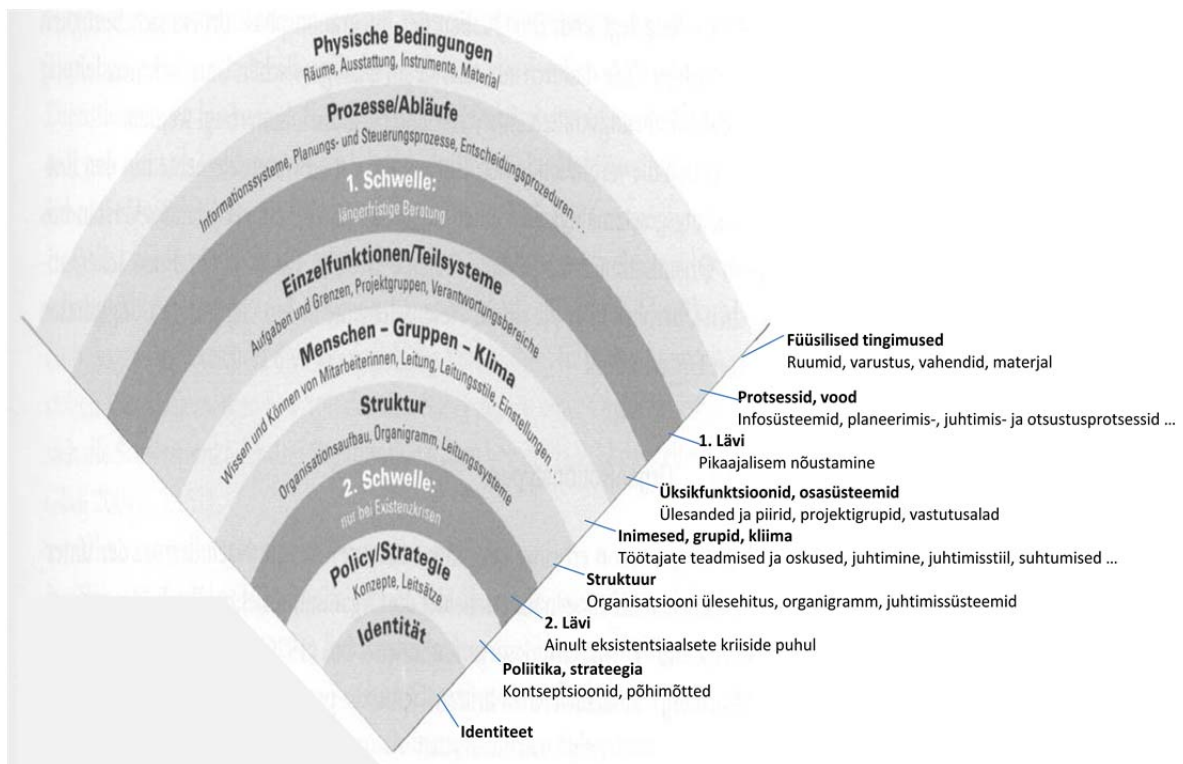 Physische Bedingungen
Räume, Ausstattung, Instrumente, Material
Prozesse/Abläufe
Informationssysteme, Planungs- und Steuerungsprozesse, Entscheidungsprozeduren...
1. Schwelle:
längerfristige Beratung
Einzelfunktionen/Teilsysteme
Aufgaben und Grenzen, Projektgruppen, Verantwortungsbereiche
Menschen – Gruppen – Klima
Wissen und Können von Mitarbeiterinnen, Leitung, Leitungsstile, Einstellungen...
Struktur
Organisationsaufbau, Organigramm, Leitungssysteme
2. Schwelle:
nur bei Existenzkrisen
Policy/Strategie
Konzepte, Leitsätze
Identität
Füüsilised tingimused
Ruumid, varustus, vahendid, materjal
Protsessid, vood
Infosüsteemid, planeerimis-, juhtimis- ja otsustusprotsessid ...
1. Lävi
Pikaajalisem nõustamine
Üksikfunktsioonid, osasüsteemid
Ülesanded ja piirid, projektigrupid, vastutusalad
Inimesed, grupid, kliima
Töötajate teadmised ja oskused, juhtimine, juhtimisstiil, suhtumised ...
Struktuur
Organisatsiooni ülesehitus, organigramm, juhtimissüsteemid
2. Lävi
Ainult eksistentsiaalsete kriiside puhul
Poliitika, strateegia
Kontseptsioonid, põhimõtted
Identiteet